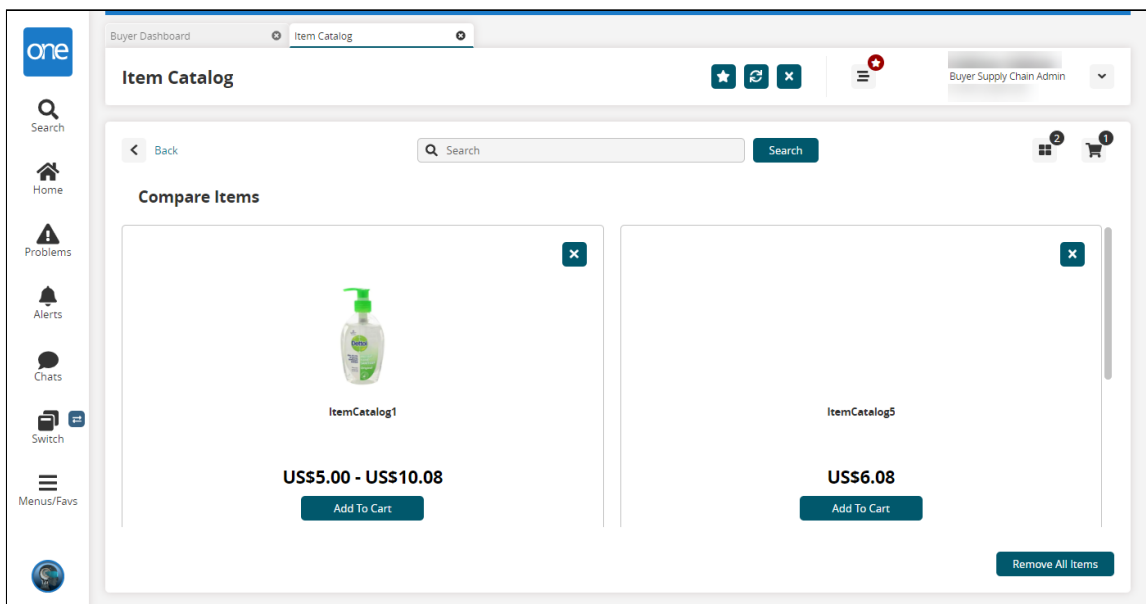 one
Buyer Dashboard
Item Catalog
Item Catalog
Buyer Supply Chain Admin
Search
Home
Problems
Alerts
Chats
Switch
Menus/Favs
Back
Search
Search
2
1
Compare Items
Dettol
ItemCatalog1
US$5.00 - US$10.08
Add To Cart
ItemCatalog5
US$6.08
Add To Cart
Remove All Items